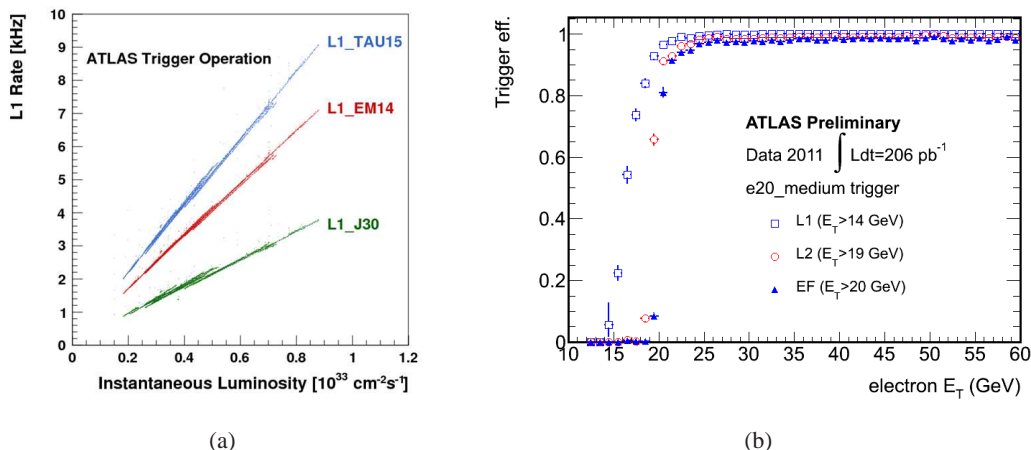 L1 Rate [kHz]
10
9
8
7
6
5
4
3
2
1
0
ATLAS Trigger Operation
L1_TAU15
L1_EM14
L1_J30
0 0.2 0.4 0.6 0.8 1 1.2
Instantaneous Luminosity [10^33 cm^-2 s^-1]
(a)
Trigger eff.
1
0.8
0.6
0.4
0.2
0
ATLAS Preliminary
Data 2011 ∫ Ldt=206 pb^-1
e20_medium trigger
L1 (E_T>14 GeV)
L2 (E_T>19 GeV)
EF (E_T>20 GeV)
10 15 20 25 30 35 40 45 50 55 60
electron E_T (GeV)
(b)